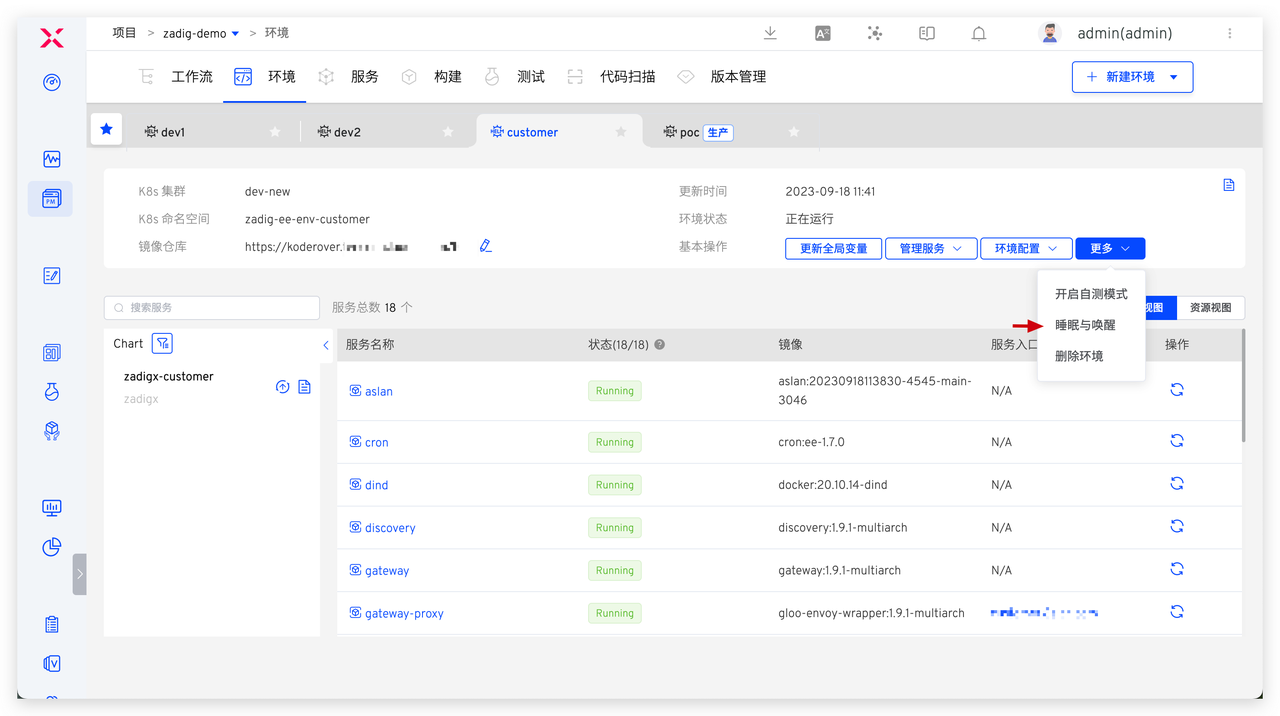 项目 > zadig-demo > 环境
admin(admin)
工作流 环境 服务 构建 测试 代码扫描 版本管理
新建环境
dev1 dev2 customer poc 生产
K8s 集群 dev-new 更新时间 2023-09-18 11:41
K8s 命名空间 zadig-ee-env-customer 环境状态 正在运行
镜像仓库 https://koderover. 基本操作 更新全局变量 管理服务 环境配置 更多
开启自测模式
睡眠与唤醒
删除环境
搜索服务 服务总数 18 个 视图 资源视图
Chart
zadigx-customer
zadigx
服务名称 状态(18/18) 镜像 服务入口 操作
aslan Running aslan:20230918113830-4545-main-
3046 N/A
cron Running cron:ee-1.7.0 N/A
dind Running docker:20.10.14-dind N/A
discovery Running discovery:1.9.1-multiarch N/A
gateway Running gateway:1.9.1-multiarch N/A
gateway-proxy Running gloo-envoy-wrapper:1.9.1-multiarch